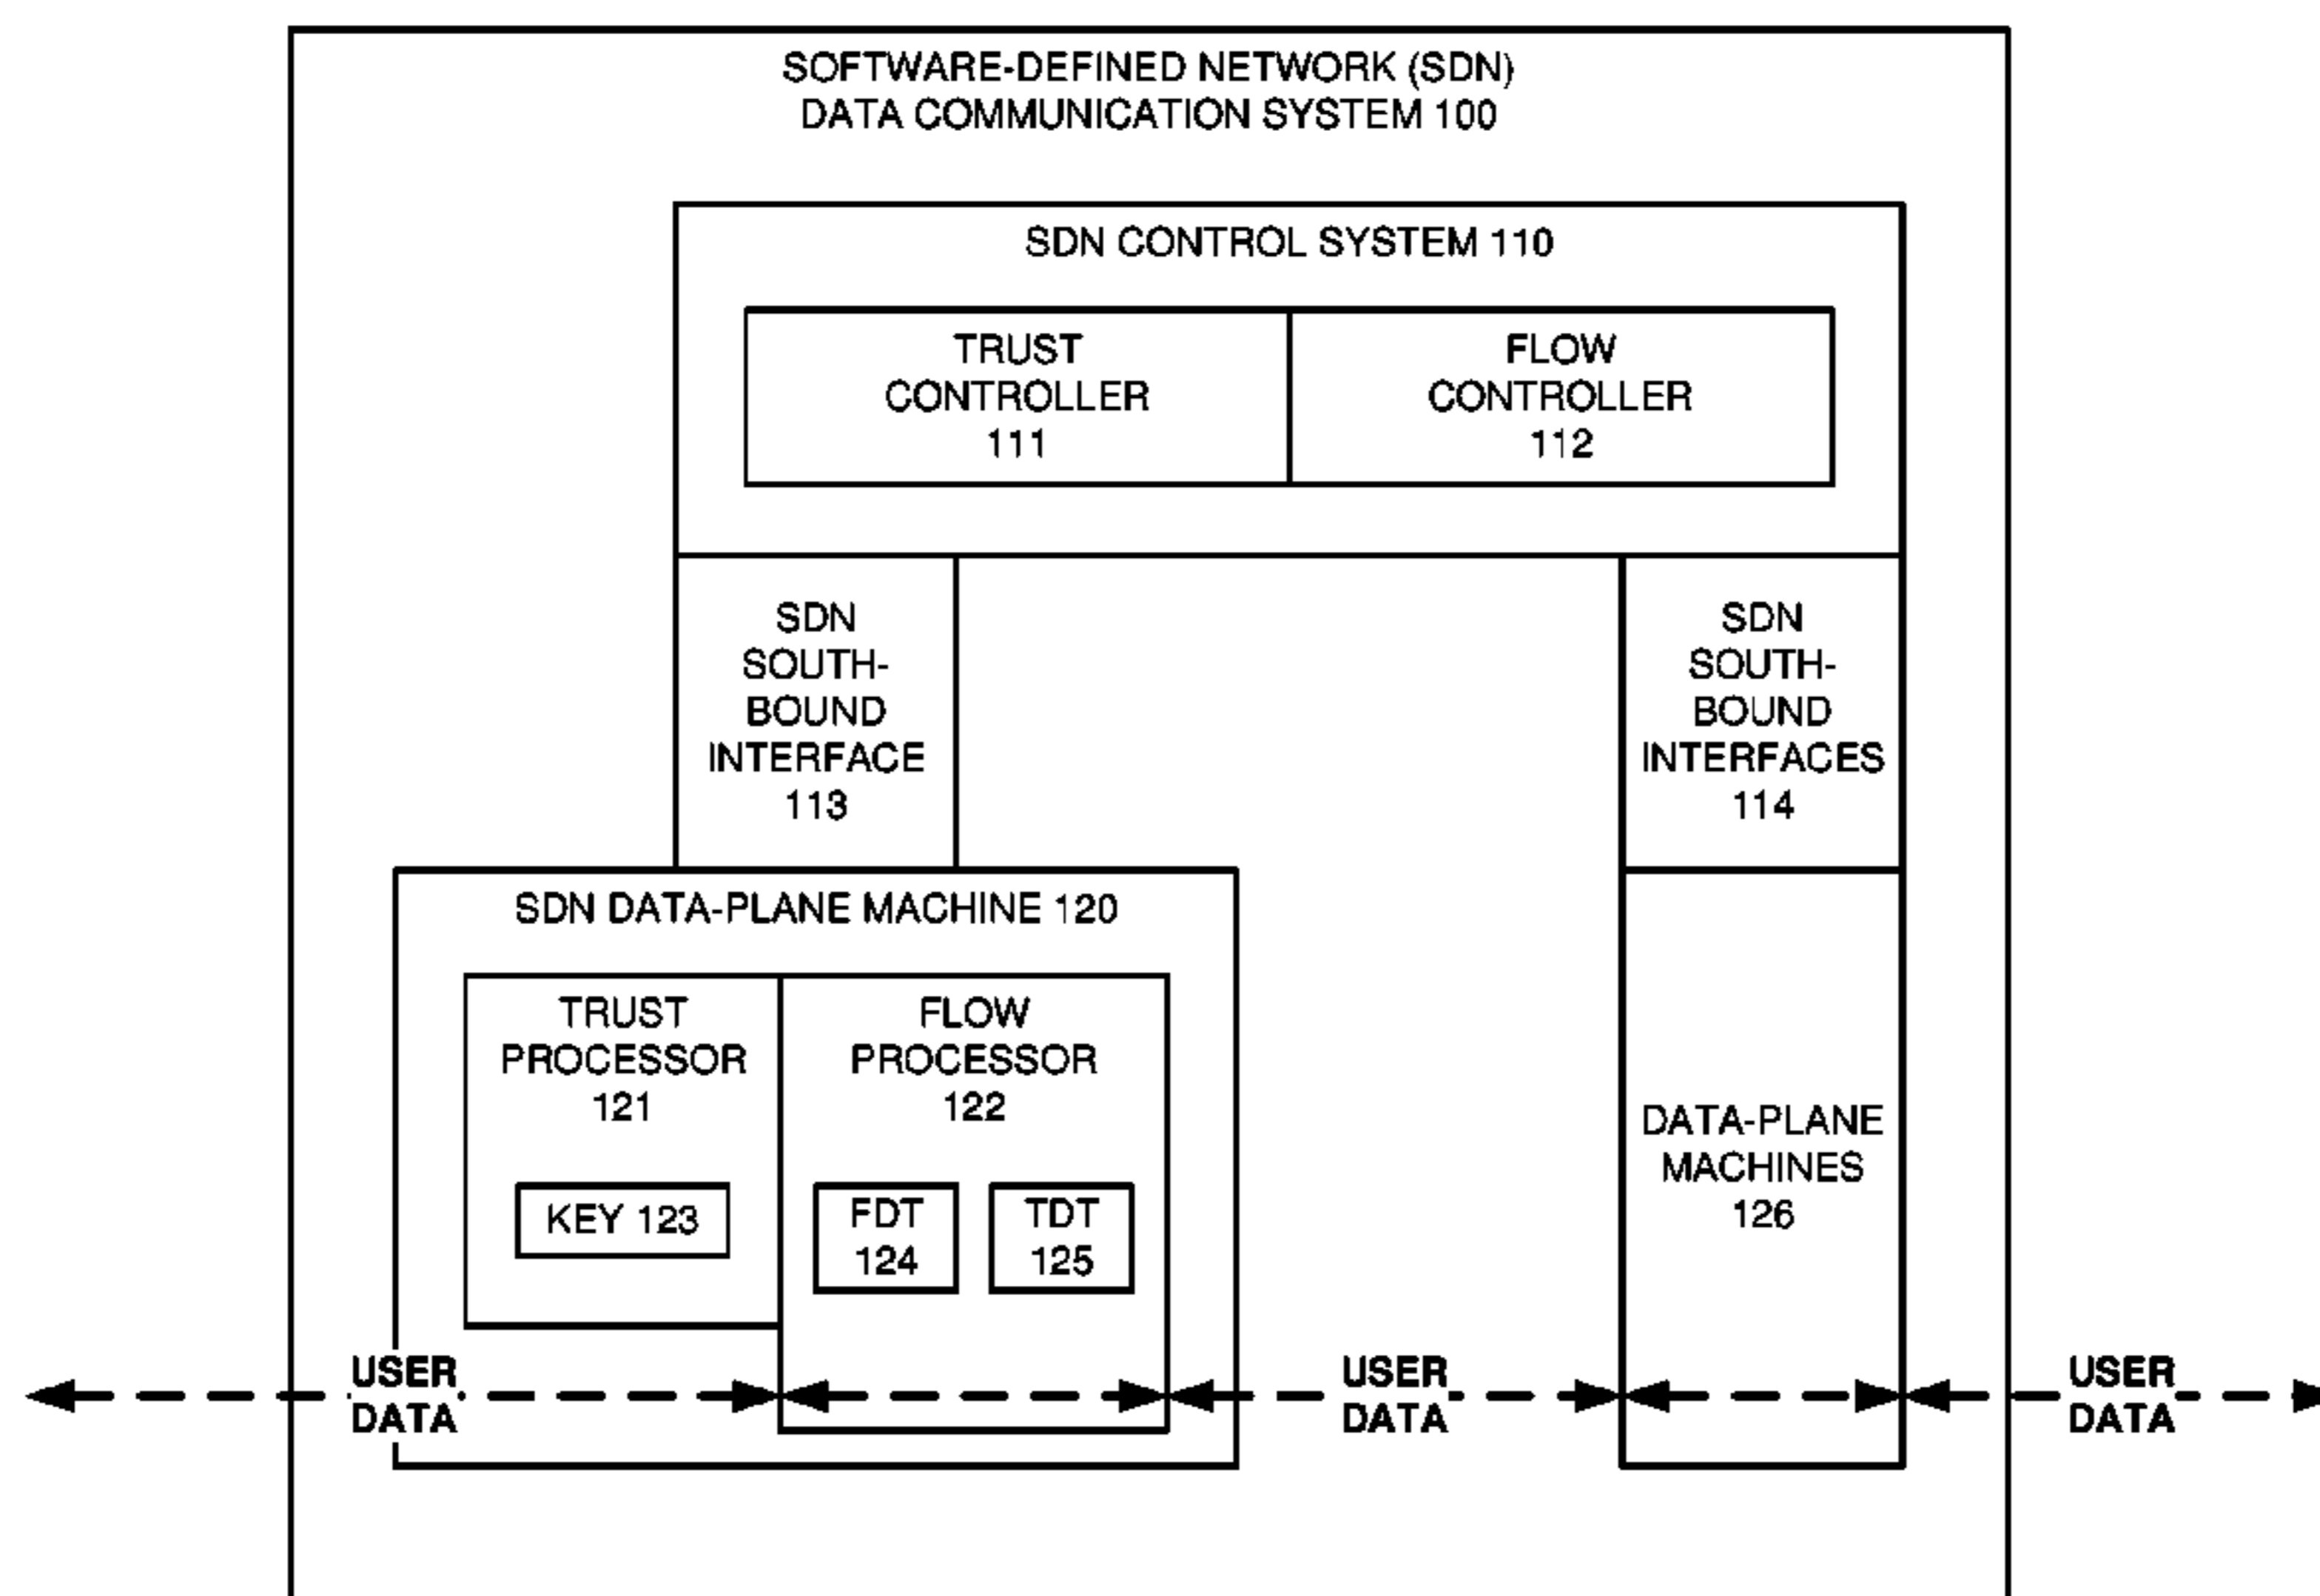 SOFTWARE-DEFINED NETWORK (SDN)
DATA COMMUNICATION SYSTEM 100
SDN CONTROL SYSTEM 110
TRUST
CONTROLLER
111
FLOW
CONTROLLER
112
SDN
SOUTH-
BOUND
INTERFACE
113
SDN
SOUTH-
BOUND
INTERFACES
114
SDN DATA-PLANE MACHINE 120
TRUST
PROCESSOR
121
KEY 123
FLOW
PROCESSOR
122
FDT
124
TDT
125
DATA-PLANE
MACHINES
126
USER
DATA
USER
DATA
USER
DATA